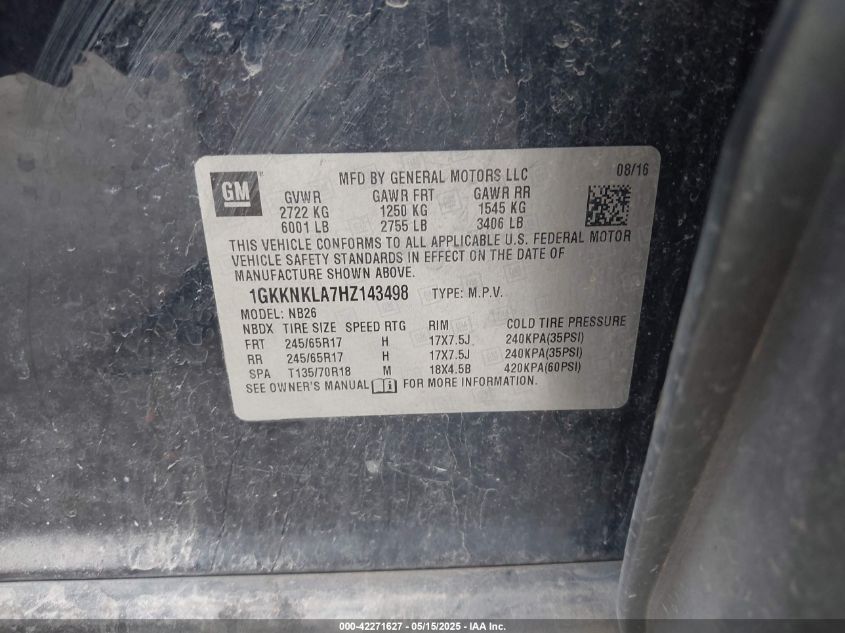 GM
MFD BY GENERAL MOTORS LLC 08/16
GVWR GAWR FRT GAWR RR
2722 KG 1250 KG 1545 KG
6001 LB 2755 LB 3406 LB
THIS VEHICLE CONFORMS TO ALL APPLICABLE U.S. FEDERAL MOTOR
VEHICLE SAFETY STANDARDS IN EFFECT ON THE DATE OF
MANUFACTURE SHOWN ABOVE.
1GKKNKLA7HZ143498 TYPE: M.P.V.
MODEL: NB26
NBDX TIRE SIZE SPEED RTG RIM COLD TIRE PRESSURE
FRT 245/65R17 H 17X7.5J 240KPA(35PSI)
RR 245/65R17 H 17X7.5J 240KPA(35PSI)
SPA T135/70R18 M 18X4.5B 420KPA(60PSI)
SEE OWNER'S MANUAL FOR MORE INFORMATION.
000-42271627 - 05/15/2025 - IAA Inc.